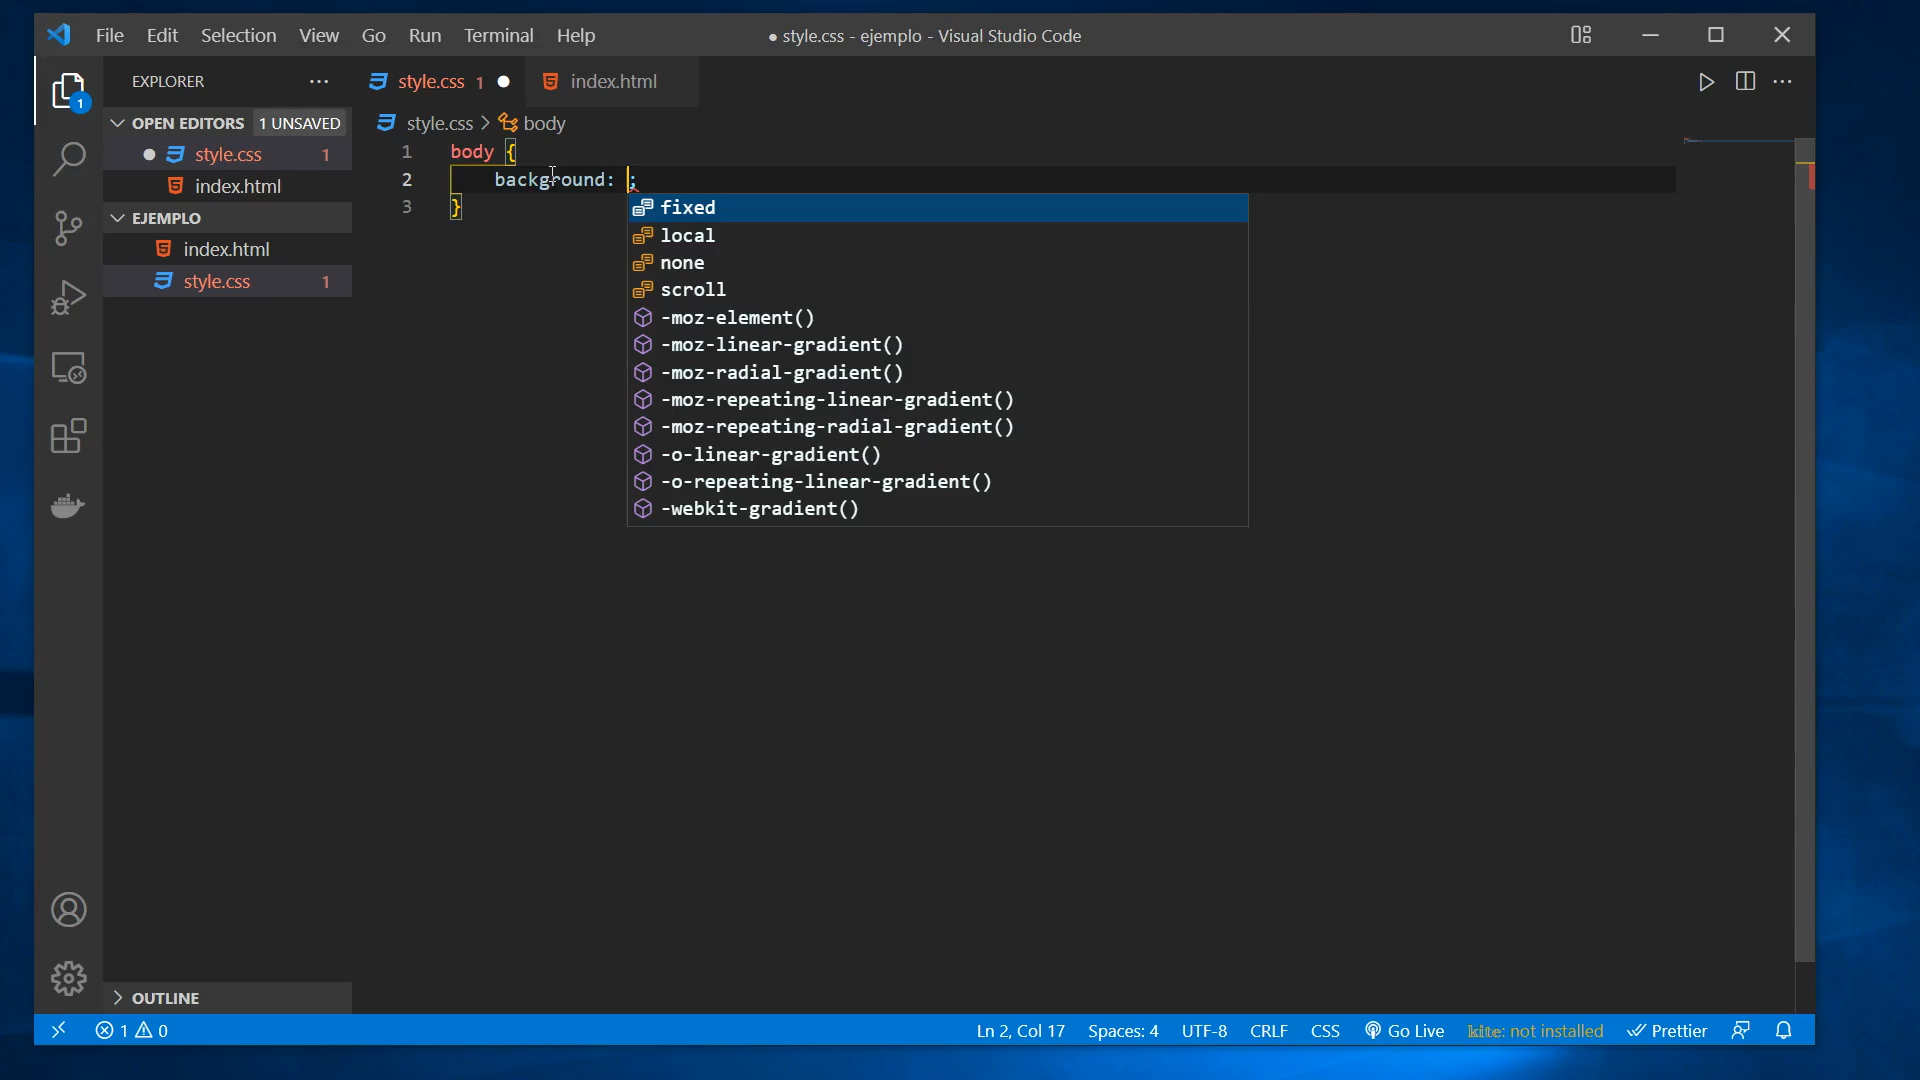 File Edit Selection View Go Run Terminal Help
● style.css - ejemplo - Visual Studio Code
EXPLORER
style.css 1
index.html
OPEN EDITORS 1 UNSAVED
style.css > body
style.css 1
index.html
EJEMPLO
index.html
style.css 1
1 body {
2 background: ;
3 }
fixed
local
none
scroll
-moz-element()
-moz-linear-gradient()
-moz-radial-gradient()
-moz-repeating-linear-gradient()
-moz-repeating-radial-gradient()
-o-linear-gradient()
-o-repeating-linear-gradient()
-webkit-gradient()
1
OUTLINE
1 0
Ln 2, Col 17 Spaces: 4 UTF-8 CRLF CSS Go Live kite: not installed Prettier